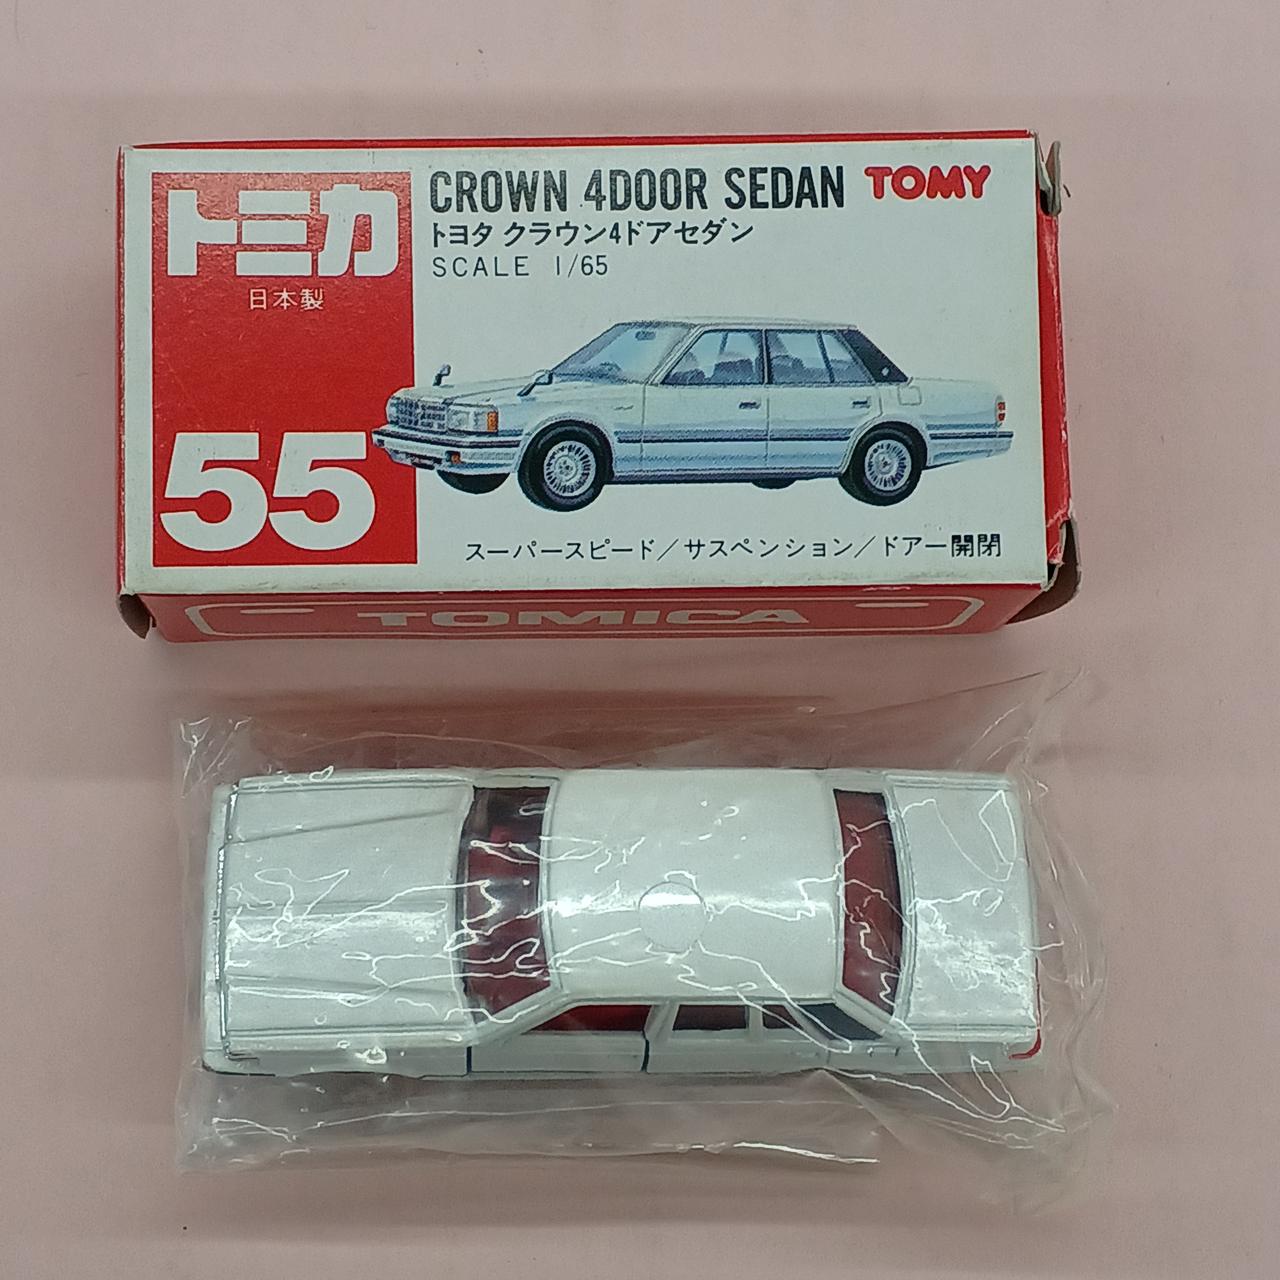 トミカ
日本製
55
CROWN 4DOOR SEDAN TOMY
トヨタ クラウン4ドアセダン
SCALE 1/65
スーパースピード/サスペンション/ドアー開閉
TOMICA